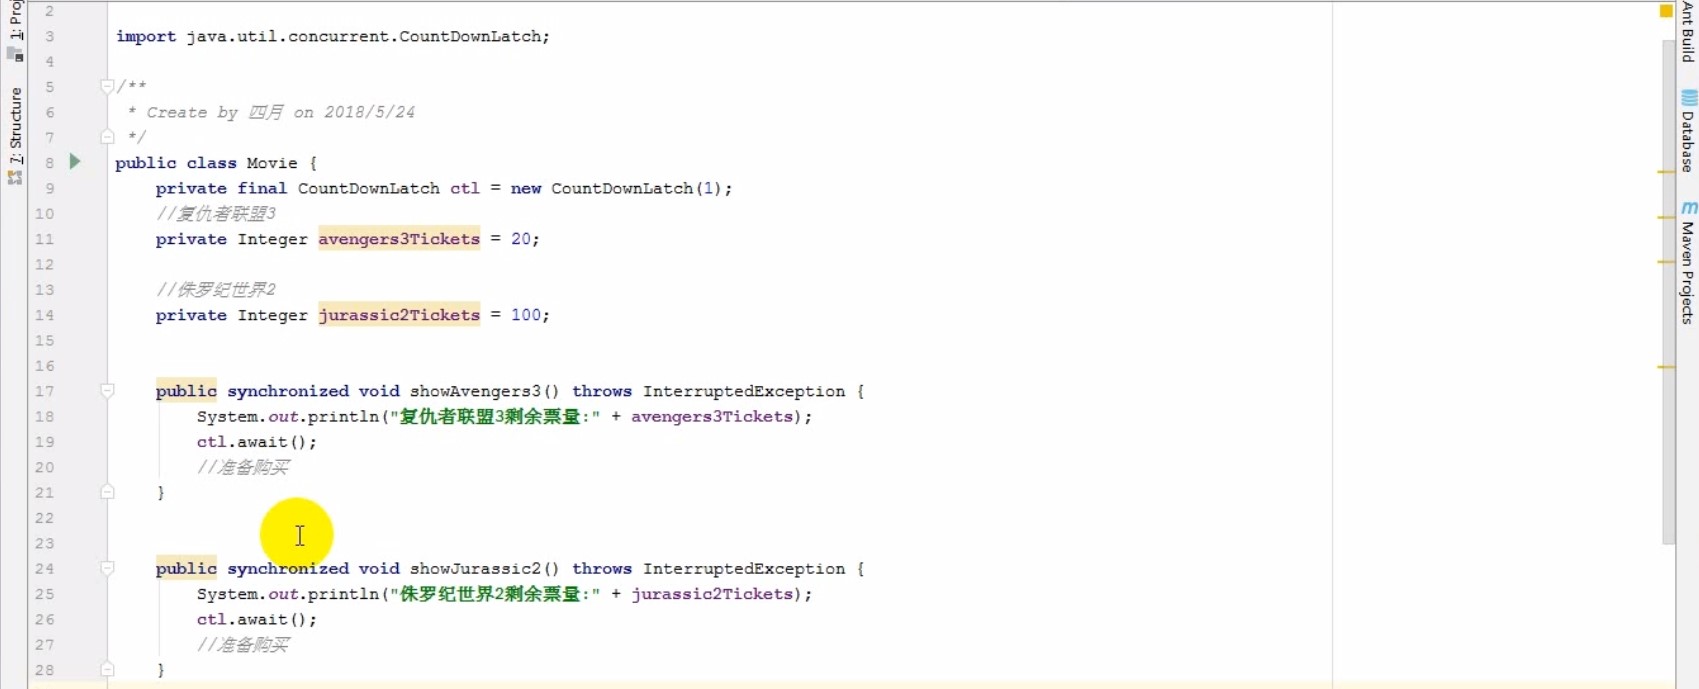 1: Proj
7: Structure
2
3 import java.util.concurrent.CountDownLatch;
4
5 /**
6 * Create by 四月 on 2018/5/24
7 */
8 public class Movie {
9 private final CountDownLatch ctl = new CountDownLatch(1);
10 //复仇者联盟3
11 private Integer avengers3Tickets = 20;
12
13 //侏罗纪世界2
14 private Integer jurassic2Tickets = 100;
15
16
17 public synchronized void showAvengers3() throws InterruptedException {
18 System.out.println("复仇者联盟3剩余票量:" + avengers3Tickets);
19 ctl.await();
20 //准备购买
21 }
22
23
24 public synchronized void showJurassic2() throws InterruptedException {
25 System.out.println("侏罗纪世界2剩余票量:" + jurassic2Tickets);
26 ctl.await();
27 //准备购买
28 }
Ant Build
Database
m Maven Projects